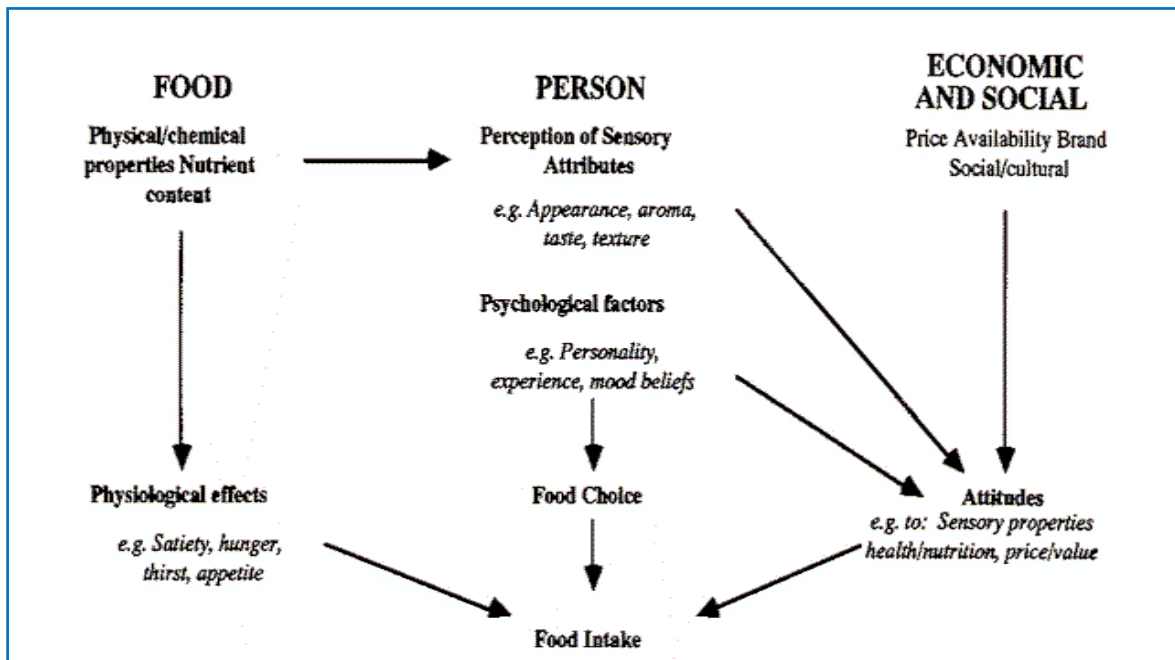 FOOD
Physical/chemical
properties Nutrient
content
PERSON
Perception of Sensory
Attributes
e.g. Appearance, aroma,
taste, texture
Psychological factors
e.g. Personality,
experience, mood beliefs
ECONOMIC
AND SOCIAL
Price Availability Brand
Social/cultural
Physiological effects
e.g. Satiety, hunger,
thirst, appetite
Food Choice
Attitudes
e.g. to: Sensory properties
health/nutrition, price/value
Food Intake